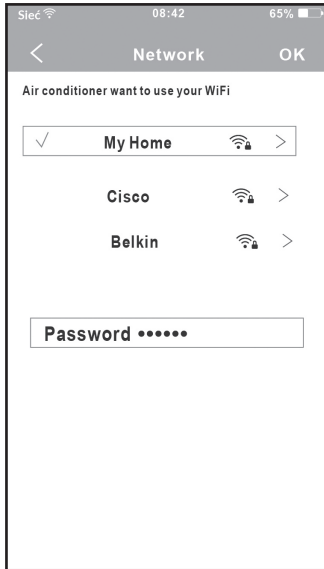 Sieć 08:42 65%
Network OK
Air conditioner want to use your WiFi
My Home
Cisco
Belkin
Password ••••••